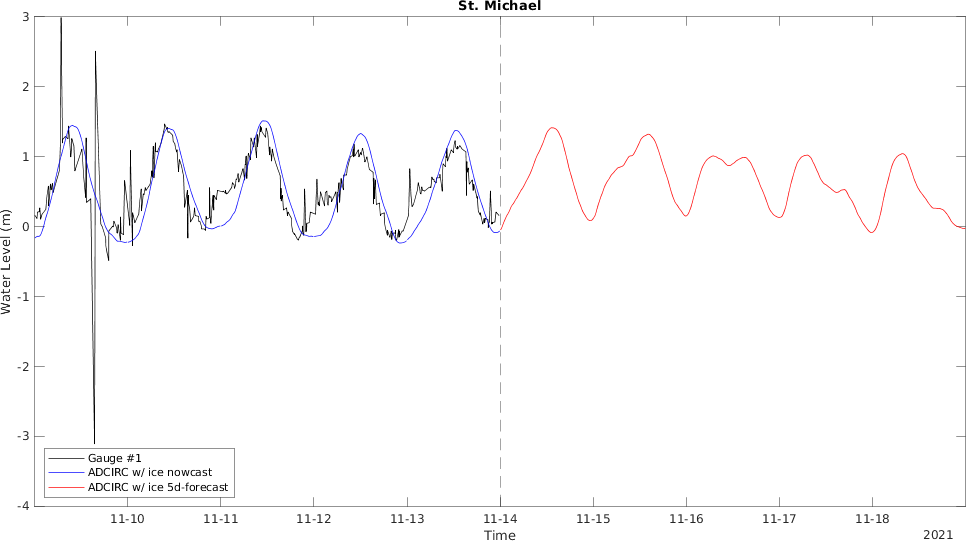 St. Michael
3
2
1
0
-1
-2
-3
-4
Water Level (m)
Gauge #1
ADCIRC w/ ice nowcast
ADCIRC w/ ice 5d-forecast
11-10 11-11 11-12 11-13 11-14 11-15 11-16 11-17 11-18
Time
2021